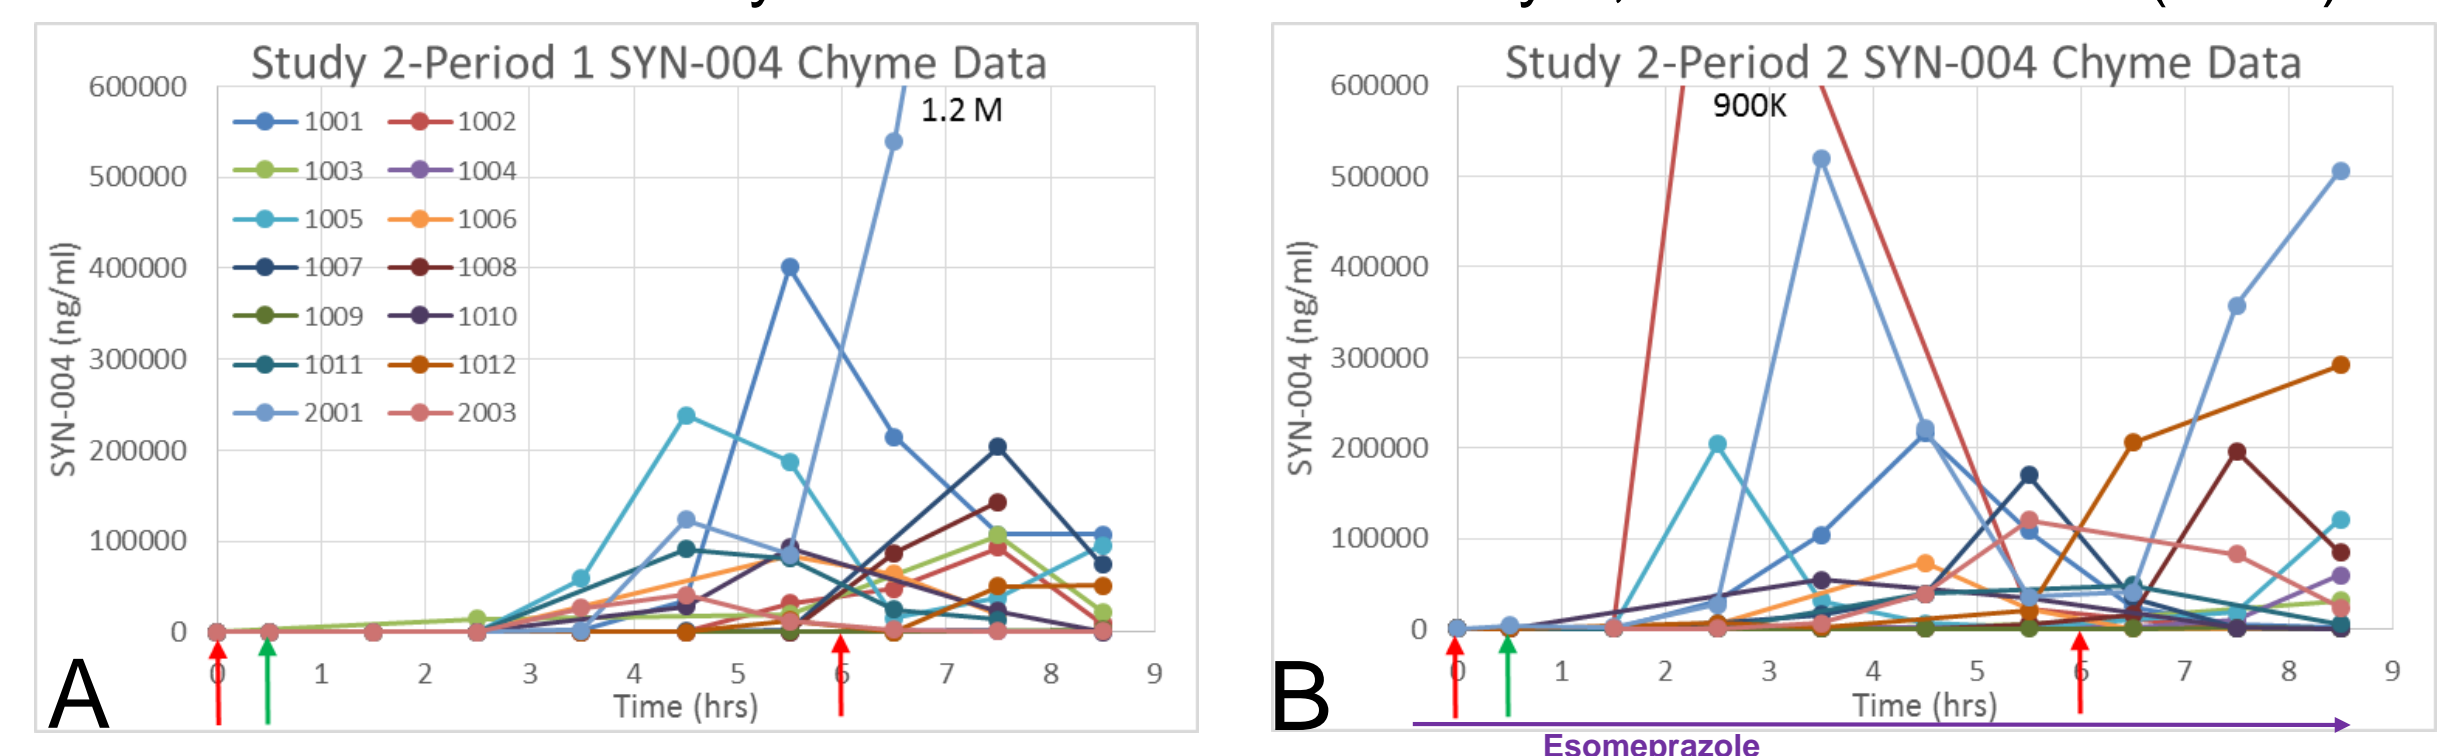 Study 2-Period 1 SYN-004 Chyme Data
600000
500000
400000
300000
200000
100000
0
SYN-004 (ng/ml)
1001 1002
1003 1004
1005 1006
1007 1008
1009 1010
1011 1012
2001 2003
1.2 M
0 1 2 3 4 5 6 7 8 9
Time (hrs)
A
Study 2-Period 2 SYN-004 Chyme Data
600000
500000
400000
300000
200000
100000
0
SYN-004 (ng/ml)
900K
0 1 2 3 4 5 6 7 8 9
Time (hrs)
B
Esomeprazole